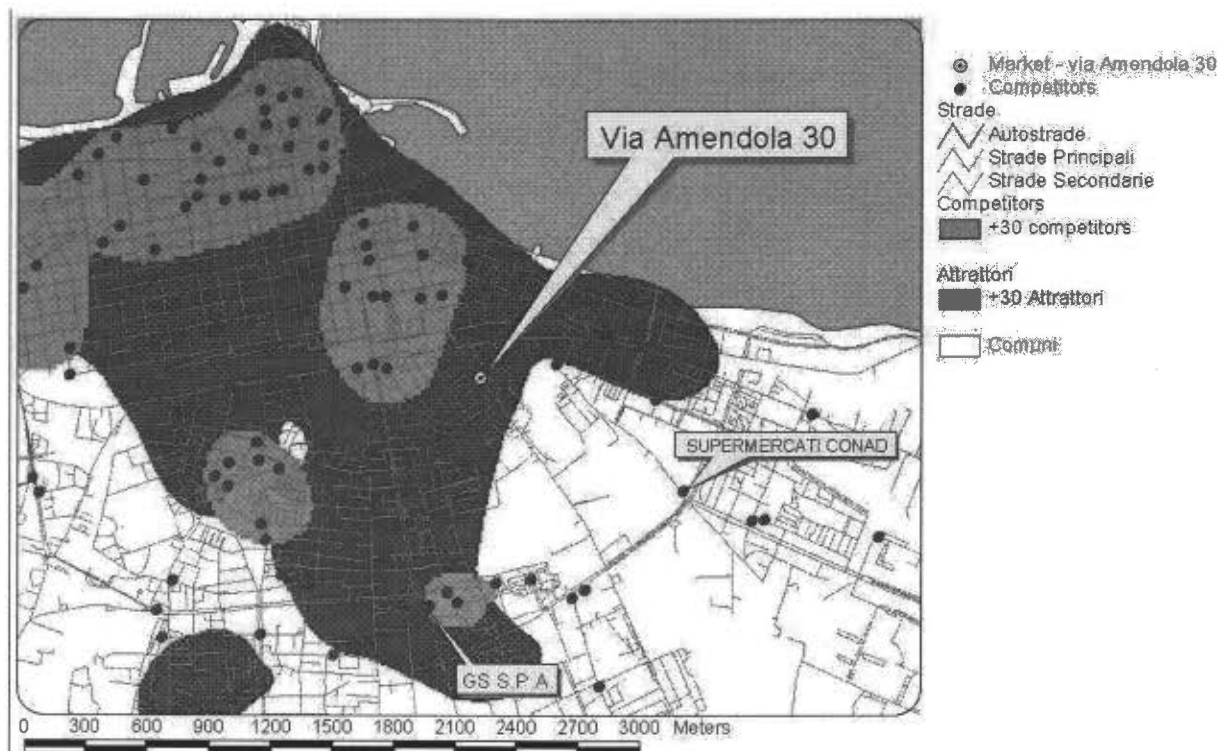 Via Amendola 30
SUPERMERCATI CONAD
GS S.P.A
0 300 600 900 1200 1500 1800 2100 2400 2700 3000 Meters
Market - via Amendola 30
Competitors
Strade
Autostrade
Strade Principali
Strade Secondarie
Competitors
+30 competitors
Attrattori
+30 Attrattori
Comuni